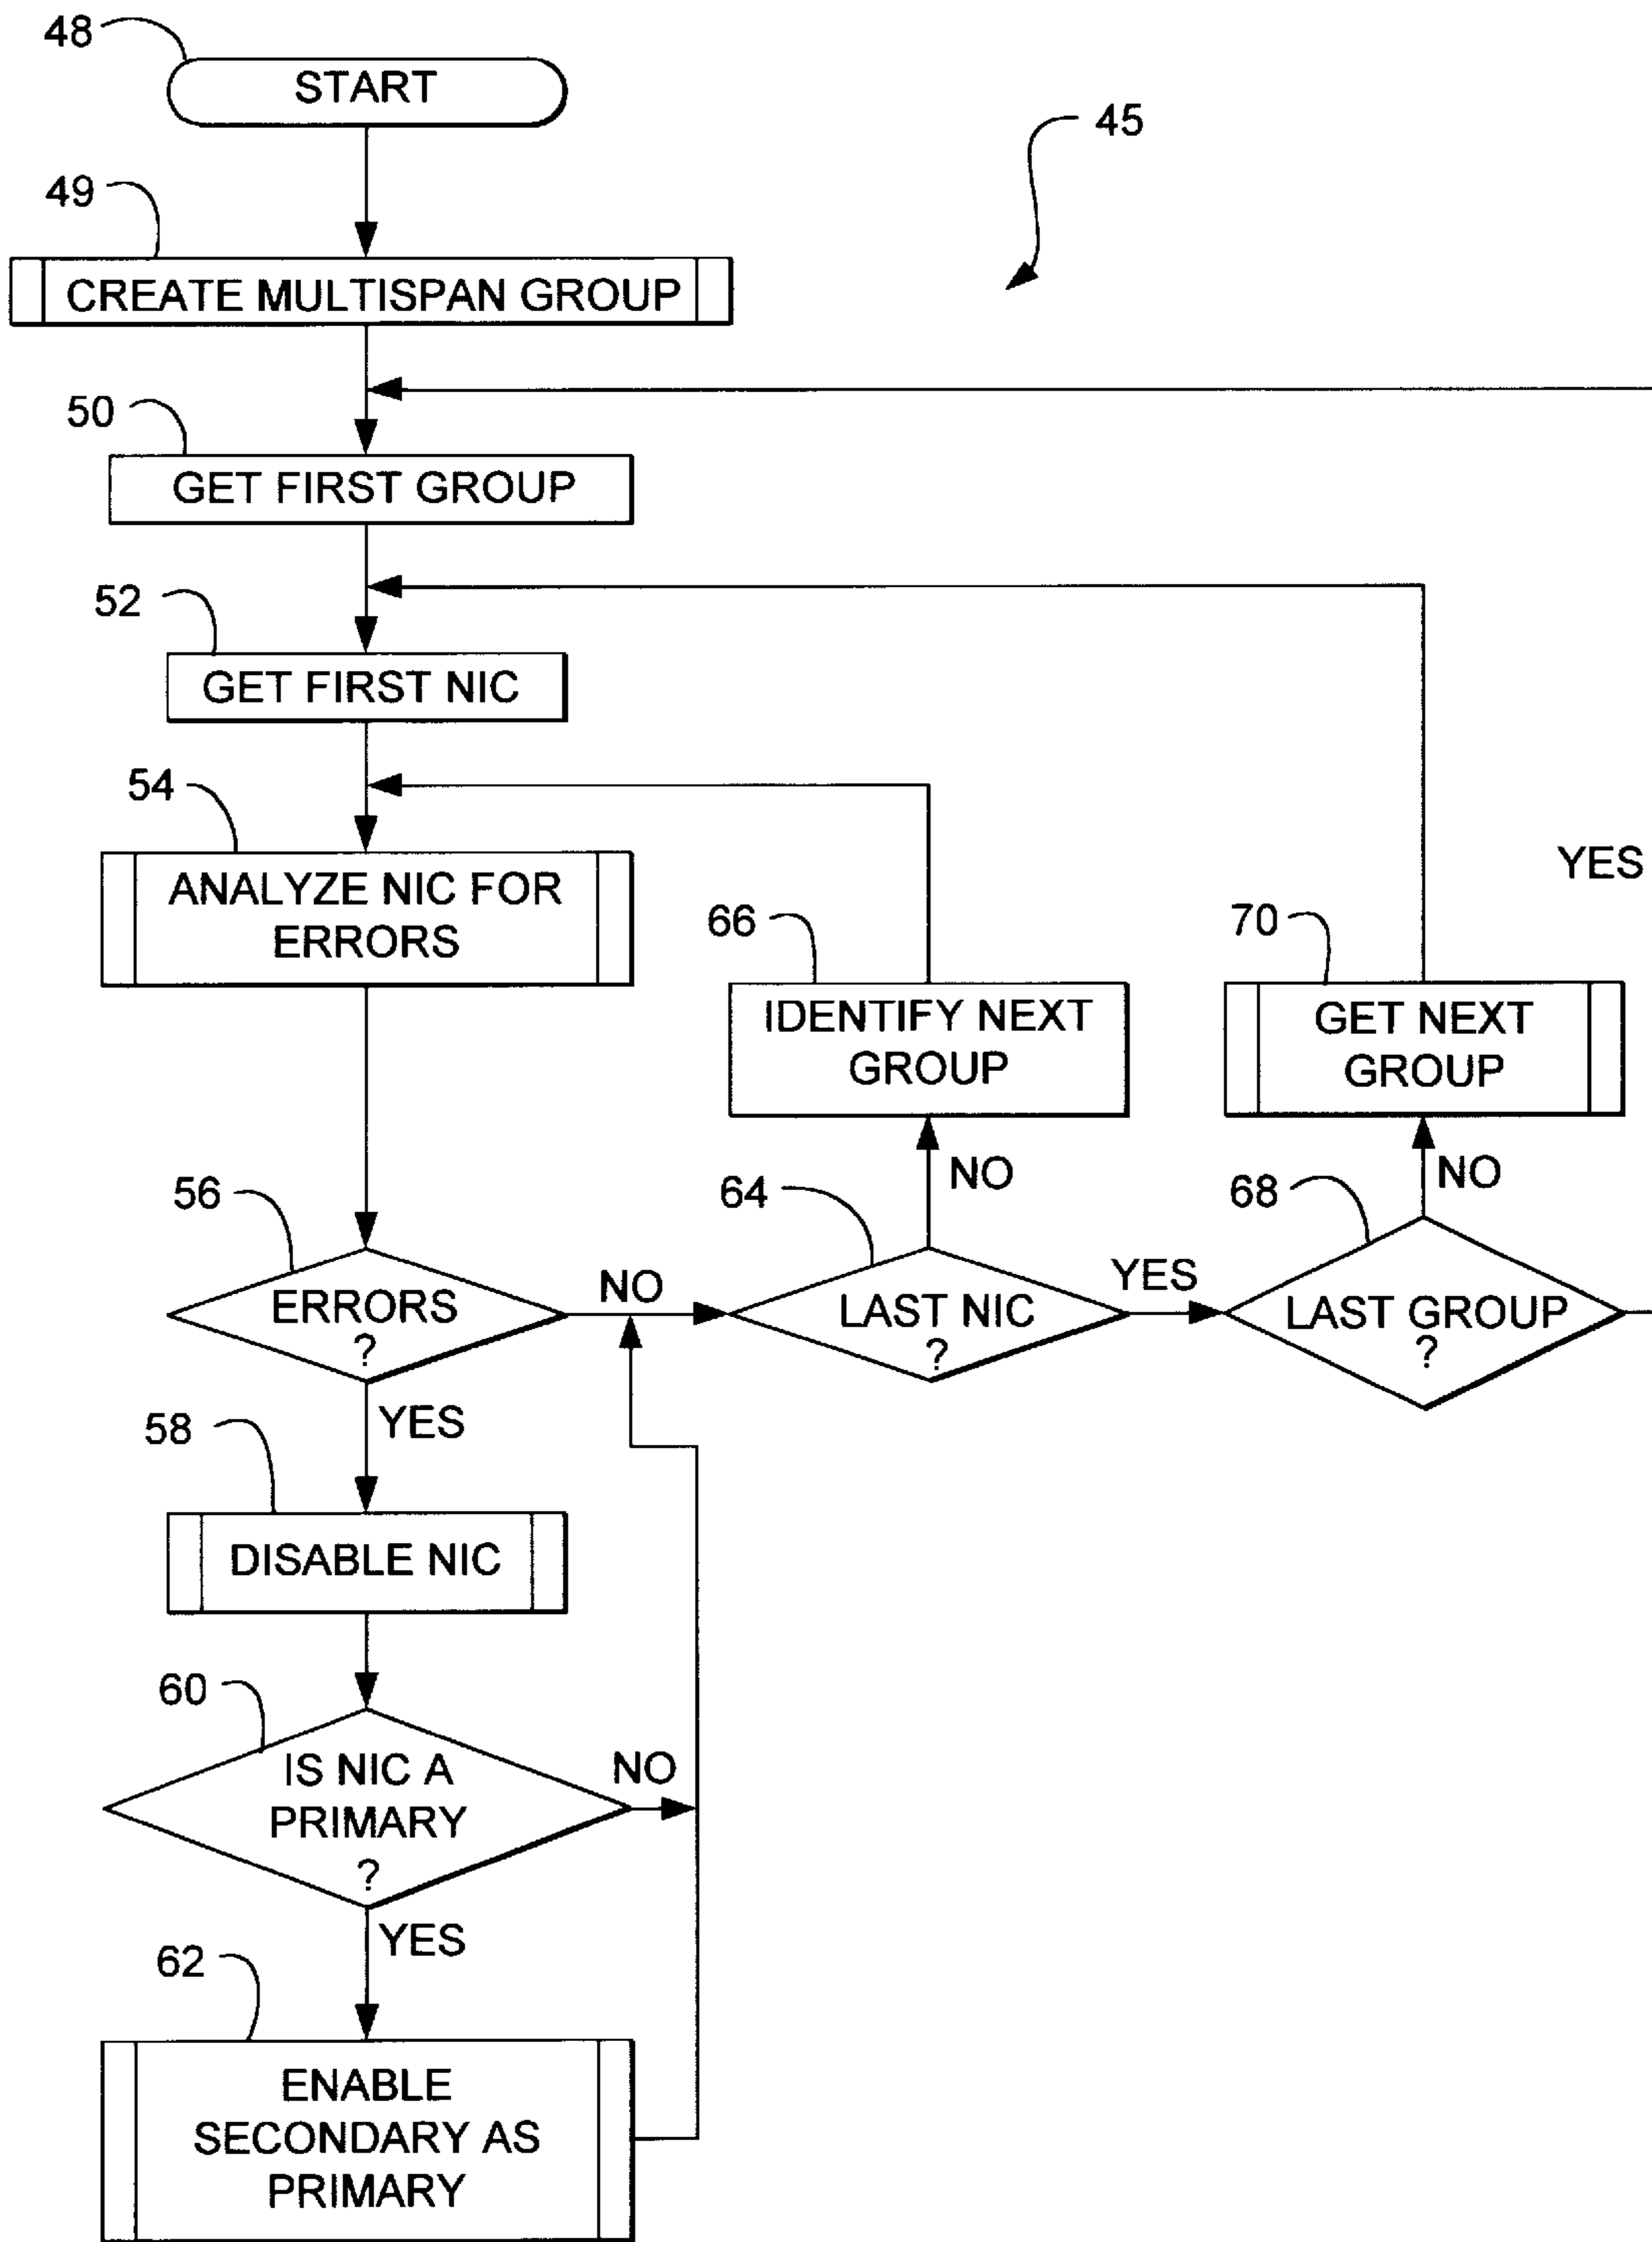 48
START
45
49
CREATE MULTISPAN GROUP
50
GET FIRST GROUP
52
GET FIRST NIC
54
ANALYZE NIC FOR
ERRORS
66
IDENTIFY NEXT
GROUP
70
GET NEXT
GROUP
YES
56
ERRORS
?
NO
64
LAST NIC
?
NO
YES
68
LAST GROUP
?
NO
YES
58
DISABLE NIC
60
IS NIC A
PRIMARY
?
NO
YES
62
ENABLE
SECONDARY AS
PRIMARY